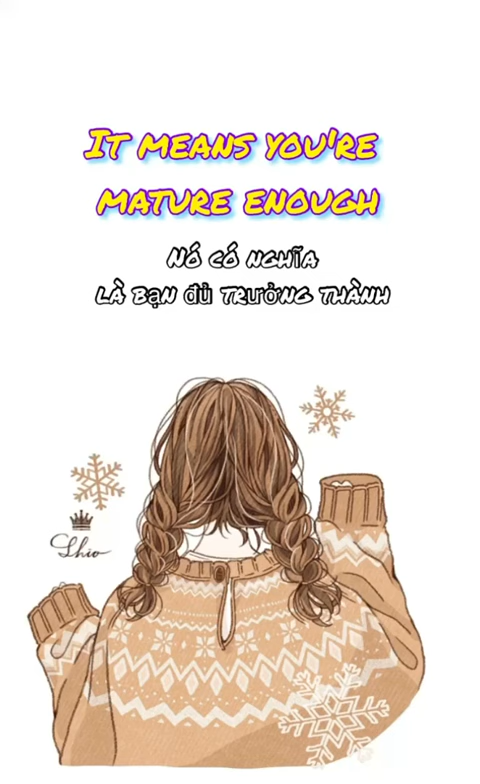 It means you're
mature enough
Nó có nghĩa
là bạn đủ trưởng thành
Shio